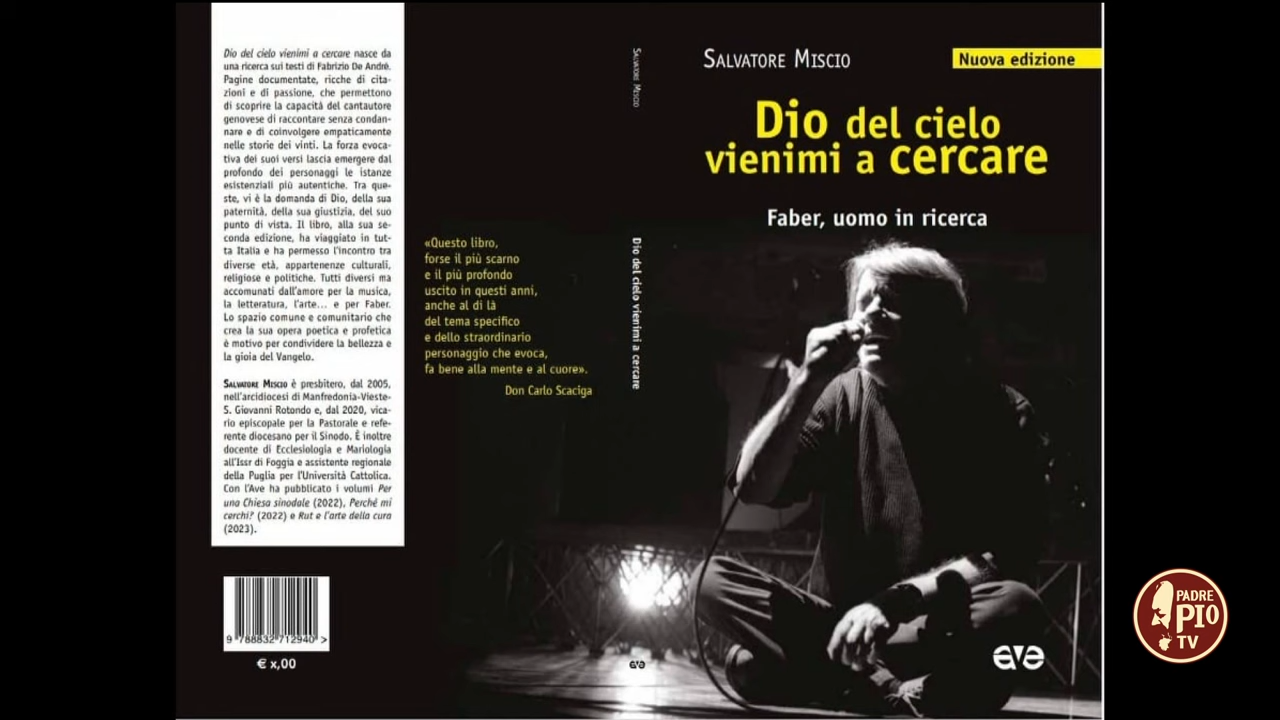 Dio del cielo vienimi a cercare nasce da
una ricerca sui testi di Fabrizio De André.
Pagine documentate, ricche di cita-
zioni e di passione, che permettono
di scoprire la capacità del cantautore
genovese di raccontare senza condan-
nare e di coinvolgere empaticamente
nelle storie dei vinti. La forza evoca-
tiva dei suoi versi lascia emergere dal
profondo dei personaggi le istanze
esistenziali più autentiche. Tra que-
ste, vi è la domanda di Dio, della sua
paternità, della sua giustizia, del suo
punto di vista. Il libro, alla sua se-
conda edizione, ha viaggiato in tut-
ta Italia e ha permesso l'incontro tra
diverse età, appartenenze culturali,
religiose e politiche. Tutti diversi ma
accomunati dall'amore per la musica,
la letteratura, l'arte... e per Faber.
Lo spazio comune e comunitario che
crea la sua opera poetica e profetica
è motivo per condividere la bellezza e
la gioia del Vangelo.
SALVATORE MISCIO è presbitero, dal 2005,
nell'arcidiocesi di Manfredonia-Vieste-
S. Giovanni Rotondo e, dal 2020, vica-
rio episcopale per la Pastorale e refe-
rente diocesano per il Sinodo. È inoltre
docente di Ecclesiologia e Mariologia
all'Issr di Foggia e assistente regionale
della Puglia per l'Università Cattolica.
Con l'Ave ha pubblicato i volumi Per
una Chiesa sinodale (2022), Perché mi
cerchi? (2022) e Rut e l'arte della cura
(2023).
9 788832 712940 >
€ x,00
«Questo libro,
forse il più scarno
e il più profondo
uscito in questi anni,
anche al di là
del tema specifico
e dello straordinario
personaggio che evoca,
fa bene alla mente e al cuore».
Don Carlo Scaciga
SALVATORE MISCIO
Dio del cielo vienimi a cercare
ave
SALVATORE MISCIO
Nuova edizione
Dio del cielo
vienimi a cercare
Faber, uomo in ricerca
ave
PADRE
PIO
TV